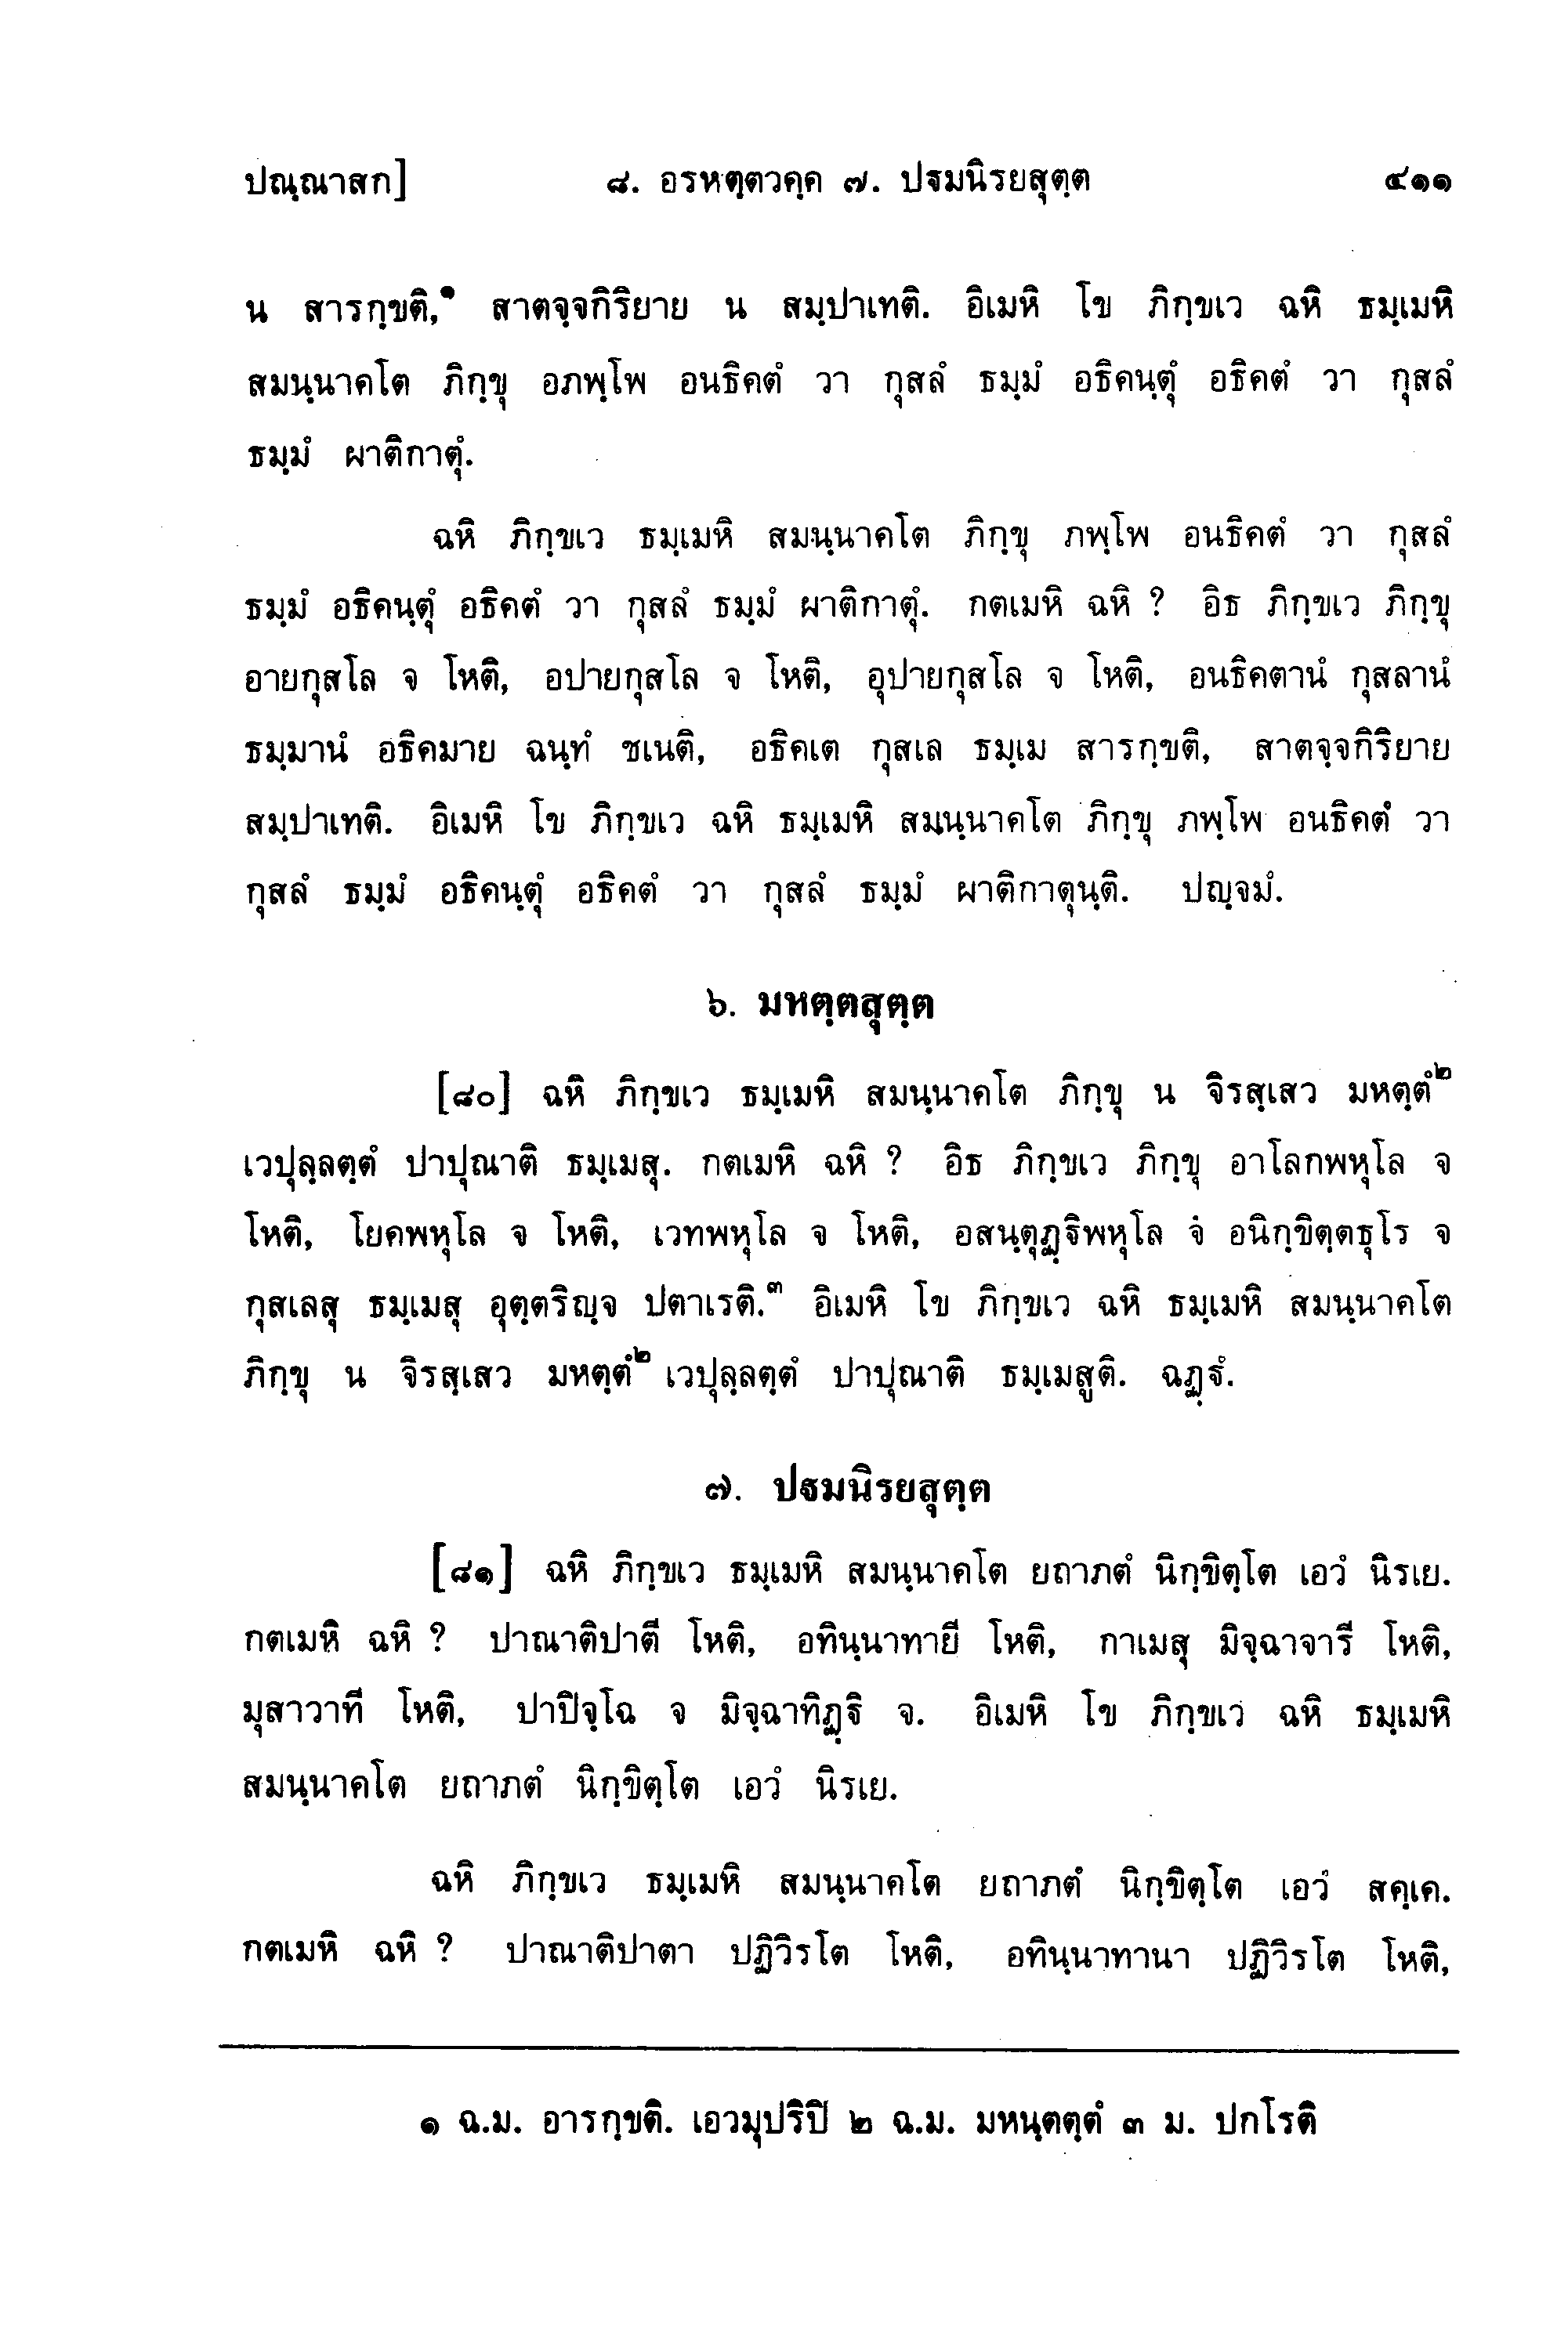 ปณฺณาสก] ๘. อรหตฺตวคฺค ๗. ปฐมนิรยสุตฺต ๔๑๑
น สารกฺขติ,๑ สาตจฺจกิริยาย น สมฺปาเทติ. อิเมหิ โข ภิกฺขเว ฉหิ ธมฺเมหิ
สมนฺนาคโต ภิกฺขุ อภพฺโพ อนธิคตํ วา กุสลํ ธมฺมํ อธิคนฺตุํ อธิคตํ วา กุสลํ
ธมฺมํ ผาติกาตุํ.
ฉหิ ภิกฺขเว ธมฺเมหิ สมนฺนาคโต ภิกฺขุ ภพฺโพ อนธิคตํ วา กุสลํ
ธมฺมํ อธิคนฺตุํ อธิคตํ วา กุสลํ ธมฺมํ ผาติกาตุํ. กตเมหิ ฉหิ ? อิธ ภิกฺขเว ภิกฺขุ
อายกุสโล จ โหติ, อปายกุสโล จ โหติ, อุปายกุสโล จ โหติ, อนธิคตานํ กุสลานํ
ธมฺมานํ อธิคมาย ฉนฺทํ ชเนติ, อธิคเต กุสเล ธมฺเม สารกฺขติ, สาตจฺจกิริยาย
สมฺปาเทติ. อิเมหิ โข ภิกฺขเว ฉหิ ธมฺเมหิ สมนฺนาคโต ภิกฺขุ ภพฺโพ อนธิคตํ วา
กุสลํ ธมฺมํ อธิคนฺตุํ อธิคตํ วา กุสลํ ธมฺมํ ผาติกาตุนฺติ. ปญฺจมํ.
๖. มหตฺตสุตฺต
[๘๐] ฉหิ ภิกฺขเว ธมฺเมหิ สมนฺนาคโต ภิกฺขุ น จิรสฺเสว มหตฺตํ๒
เวปุลฺลตฺตํ ปาปุณาติ ธมฺเมสุ. กตเมหิ ฉหิ ? อิธ ภิกฺขเว ภิกฺขุ อาโลกพหุโล จ
โหติ, โยคพหุโล จ โหติ, เวทพหุโล จ โหติ, อสนฺตุฏฺฐิพหุโล จ อนิกฺขิตฺตธุโร จ
กุสเลสุ ธมฺเมสุ อุตฺตริญฺจ ปตาเรติ.๓ อิเมหิ โข ภิกฺขเว ฉหิ ธมฺเมหิ สมนฺนาคโต
ภิกฺขุ น จิรสฺเสว มหตฺตํ๒ เวปุลฺลตฺตํ ปาปุณาติ ธมฺเมสูติ. ฉฏฺฐํ.
๗. ปฐมนิรยสุตฺต
[๘๑] ฉหิ ภิกฺขเว ธมฺเมหิ สมนฺนาคโต ยถาภตํ นิกฺขิตฺโต เอวํ นิรเย.
กตเมหิ ฉหิ ? ปาณาติปาตี โหติ, อทินฺนาทายี โหติ, กาเมสุ มิจฺฉาจารี โหติ,
มุสาวาที โหติ, ปาปิจฺโฉ จ มิจฺฉาทิฏฺฐิ จ. อิเมหิ โข ภิกฺขเว ฉหิ ธมฺเมหิ
สมนฺนาคโต ยถาภตํ นิกฺขิตฺโต เอวํ นิรเย.
ฉหิ ภิกฺขเว ธมฺเมหิ สมนฺนาคโต ยถาภตํ นิกฺขิตฺโต เอวํ สคฺเค.
กตเมหิ ฉหิ ? ปาณาติปาตา ปฏิวิรโต โหติ, อทินฺนาทานา ปฏิวิรโต โหติ,
๑ ฉ.ม. อารกฺขติ. เอวมุปริปิ ๒ ฉ.ม. มหนฺตตฺตํ ๓ ม. ปกโรติ